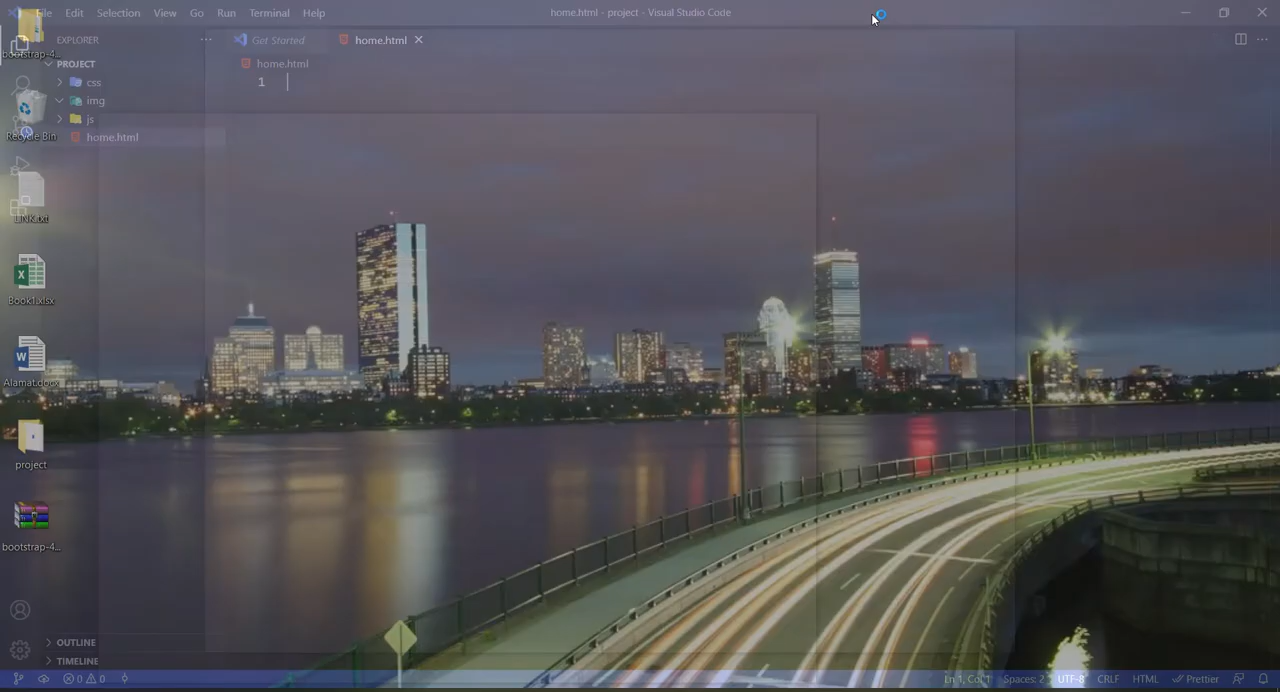 File Edit Selection View Go Run Terminal Help
home.html - project - Visual Studio Code
EXPLORER
Get Started
home.html
PROJECT
css
img
js
home.html
home.html
1
bootstrap-4...
Recycle Bin
LINK.txt
Book1.xlsx
Alamat.docx
project
bootstrap-4...
OUTLINE
TIMELINE
0 0
Ln 1, Col 1 Spaces: 2 UTF-8 CRLF HTML Prettier